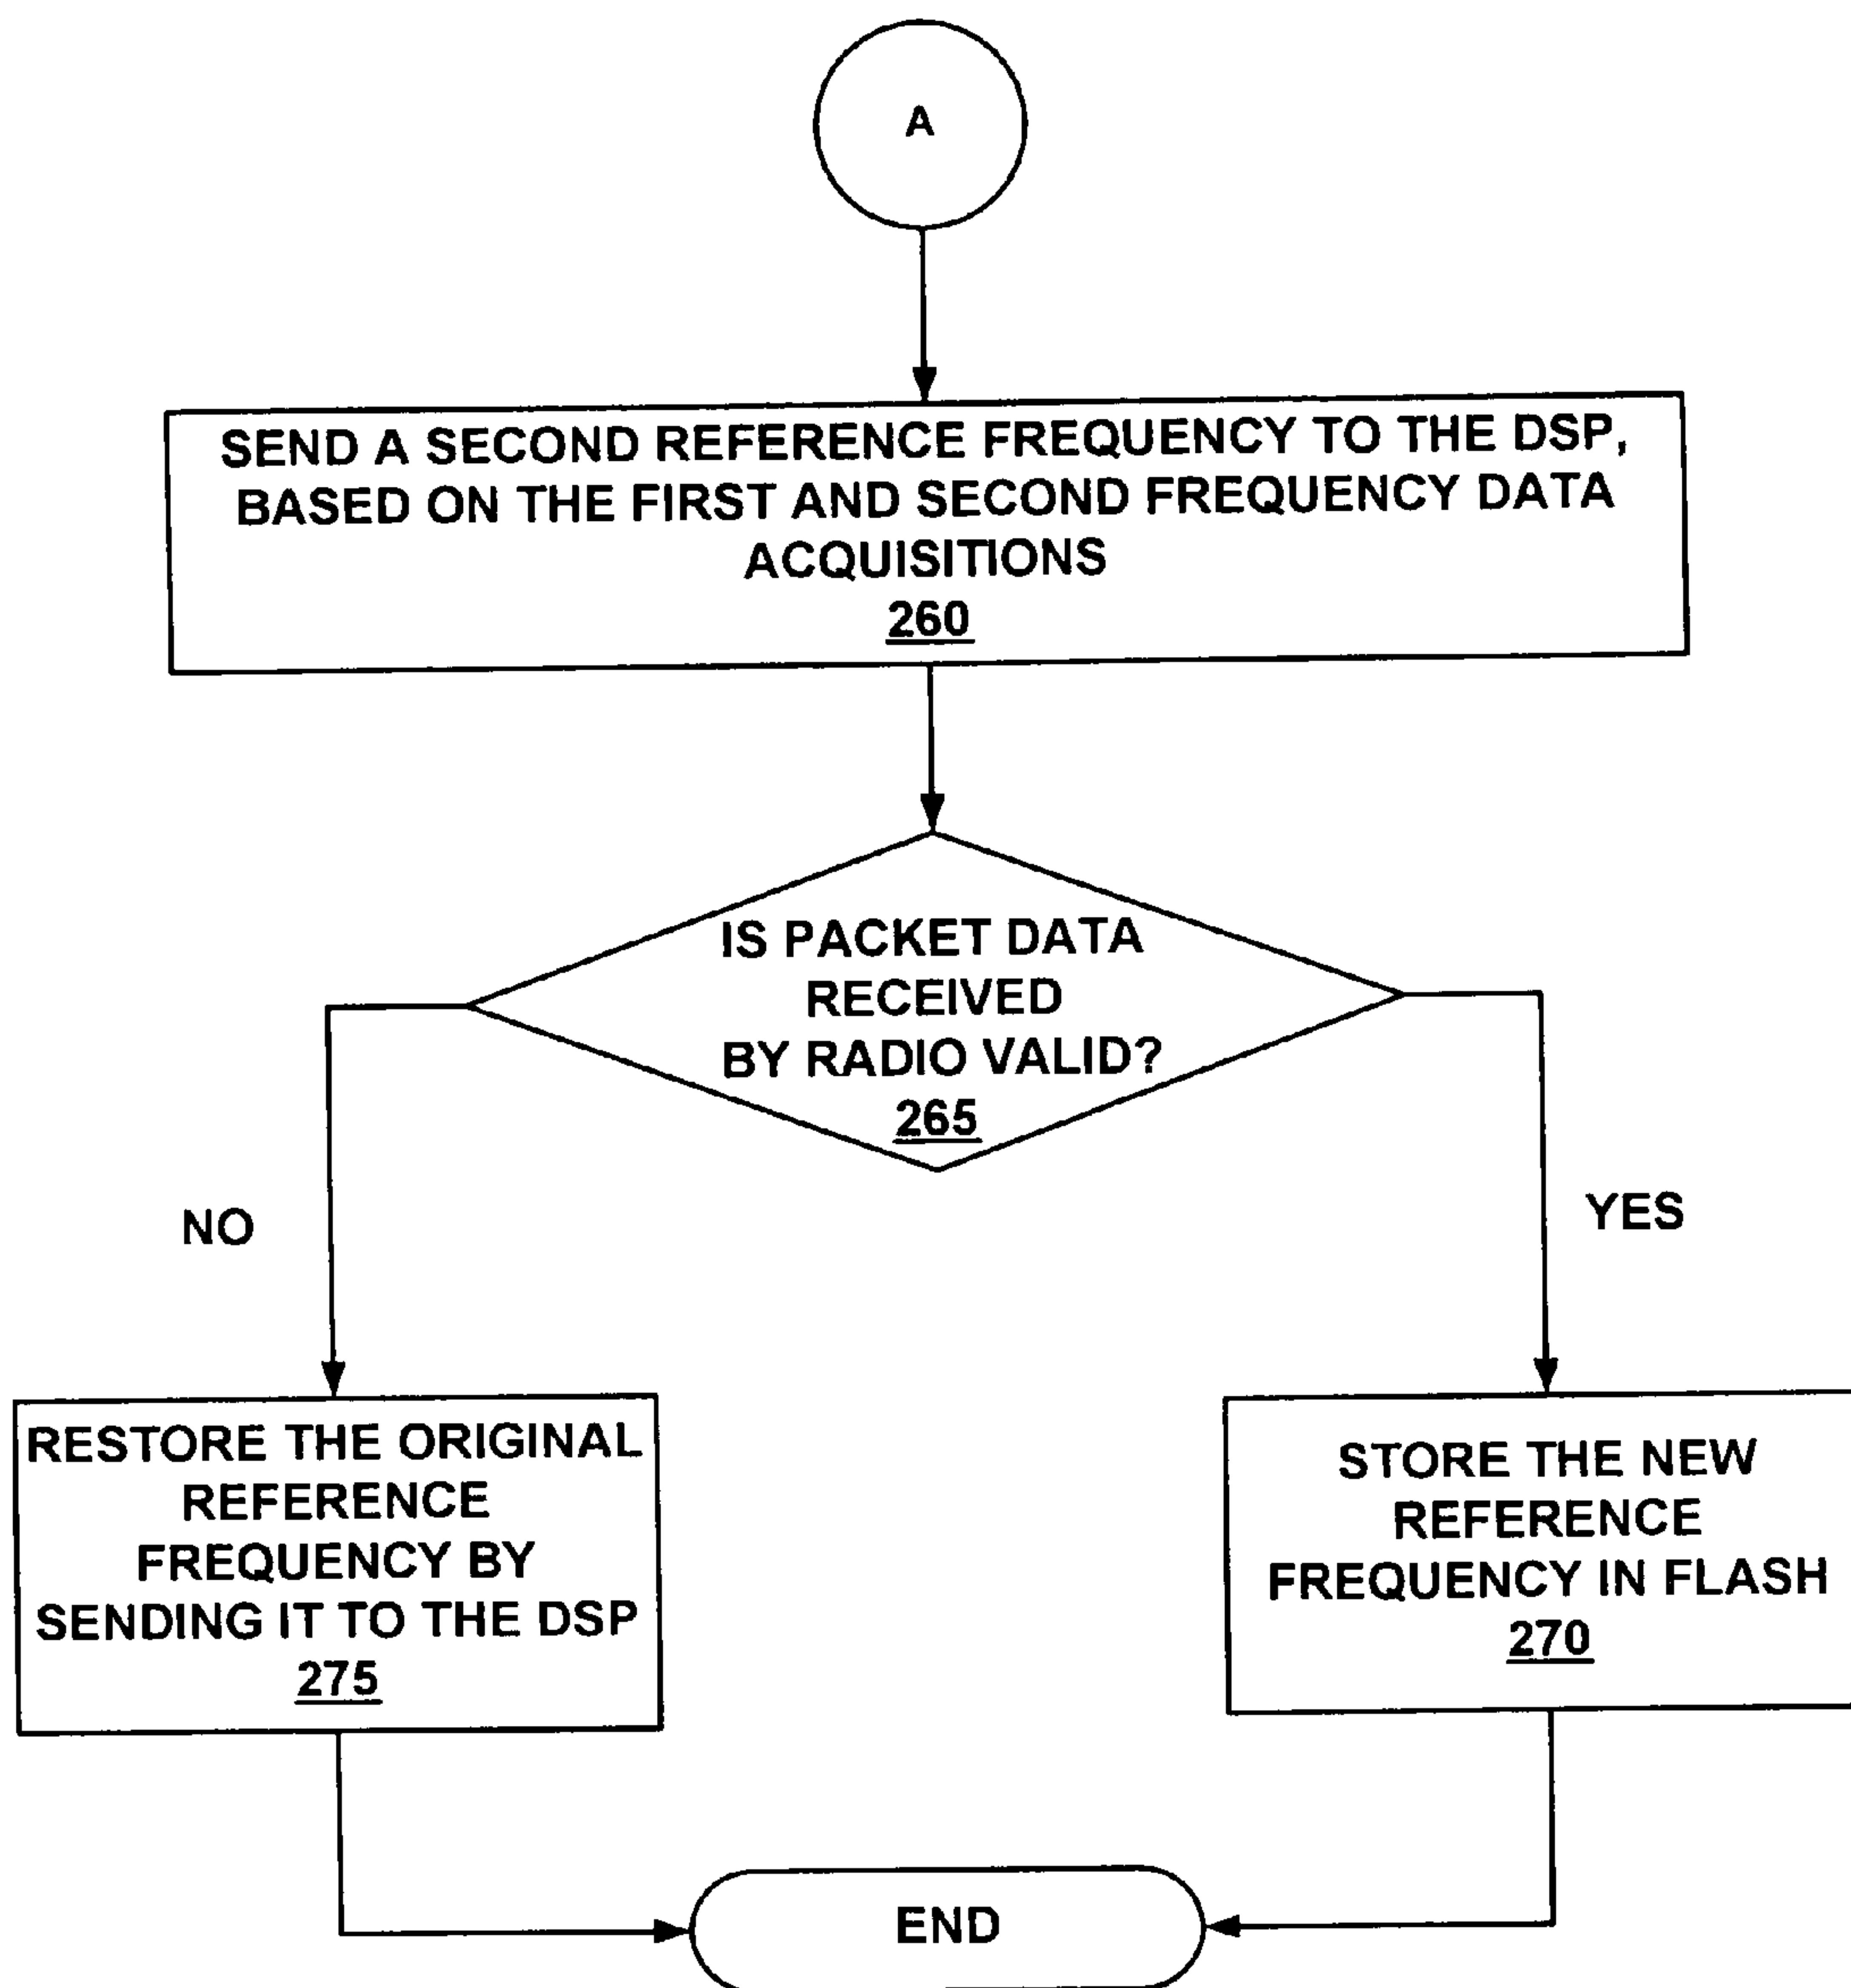 A
SEND A SECOND REFERENCE FREQUENCY TO THE DSP,
BASED ON THE FIRST AND SECOND FREQUENCY DATA
ACQUISITIONS
260
IS PACKET DATA
RECEIVED
BY RADIO VALID?
265
NO
YES
RESTORE THE ORIGINAL
REFERENCE
FREQUENCY BY
SENDING IT TO THE DSP
275
STORE THE NEW
REFERENCE
FREQUENCY IN FLASH
270
END